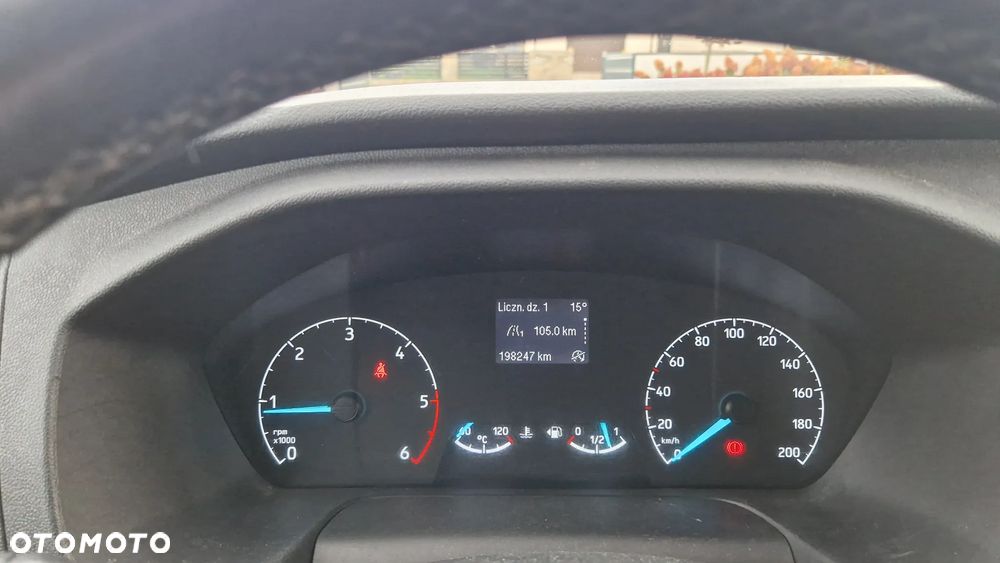 Liczn. dz. 1 15°
1 105.0 km
198247 km
0 1 2 3 4 5 6
rpm
x1000
60 120
°C
0 1/2 1
0 20 40 60 80 100 120 140 160 180 200
km/h
OTOMOTO